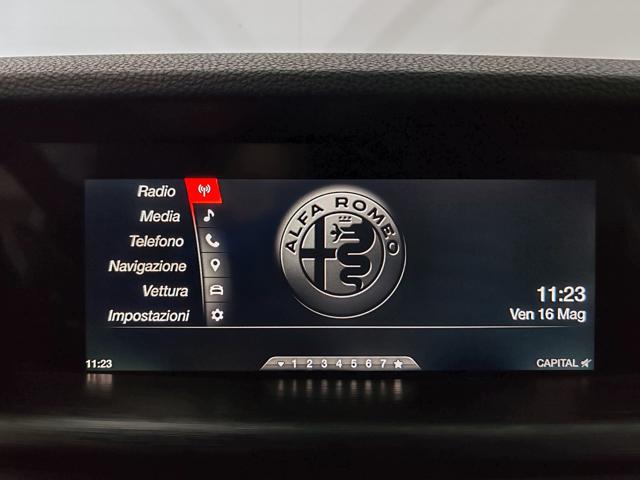 Radio
Media
Telefono
Navigazione
Vettura
Impostazioni
ALFA ROMEO
11:23
Ven 16 Mag
11:23
1 2 3 4 5 6 7
CAPITAL